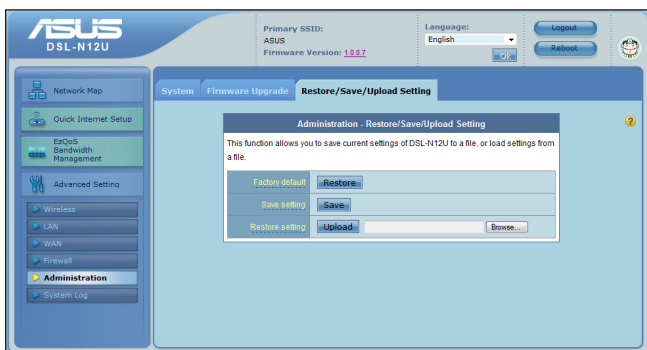 ASUS
DSL-N12U
Primary SSID:
ASUS
Firmware Version: 1.0.0.7
Language:
English
OK
Logout
Reboot
Network Map
Quick Internet Setup
EzQoS
Bandwidth
Management
Advanced Setting
Wireless
LAN
WAN
Firewall
Administration
System Log
System
Firmware Upgrade
Restore/Save/Upload Setting
Administration - Restore/Save/Upload Setting
This function allows you to save current settings of DSL-N12U to a file, or load settings from
a file.
Factory default Restore
Save setting Save
Restore setting Upload Browse...
?